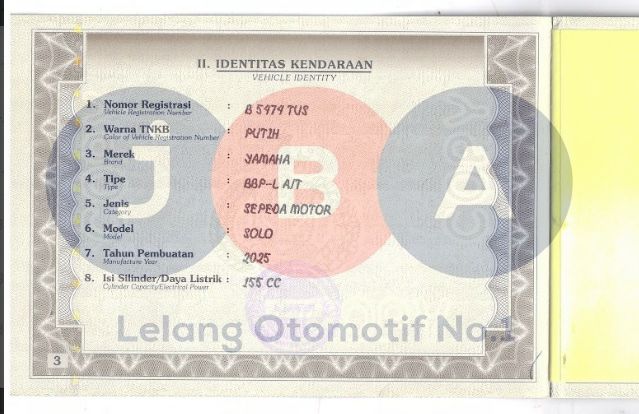 II. IDENTITAS KENDARAAN
VEHICLE IDENTITY
1. Nomor Registrasi : B 5474 TUS
Vehicle Registration Number
2. Warna TNKB : PUTIH
Color of Vehicle Registration Number
3. Merek : YAMAHA
Brand
4. Tipe : BBP-L A/T
Type
5. Jenis : SEPEDA MOTOR
Category
6. Model : SOLO
Model
7. Tahun Pembuatan : 2025
Manufacture Year
8. Isi Silinder/Daya Listrik : 155 CC
Cylinder Capacity/Electrical Power
JBA
Lelang Otomotif No.1
3